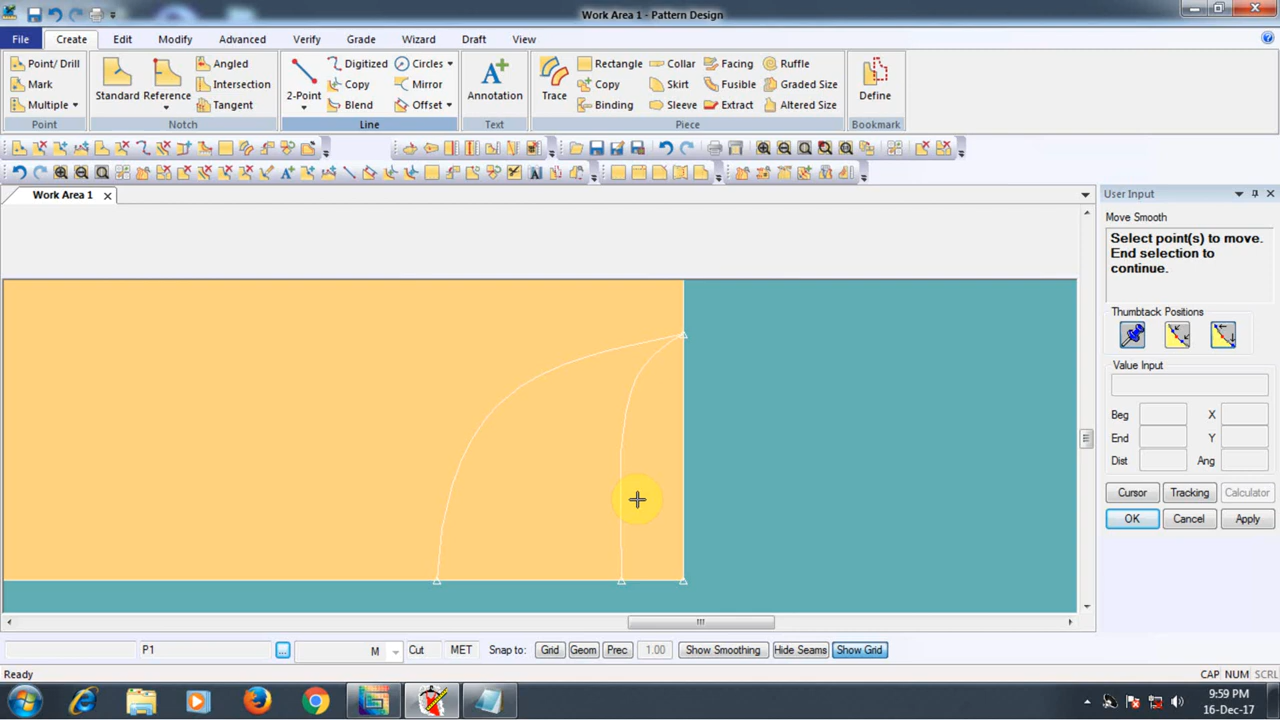 Work Area 1 - Pattern Design
File Create Edit Modify Advanced Verify Grade Wizard Draft View
Point/ Drill Angled Digitized Circles Rectangle Collar Facing Ruffle
Mark Standard Reference Intersection 2-Point Copy Mirror Annotation Trace Copy Skirt Fusible Graded Size Define
Multiple Tangent Blend Offset Binding Sleeve Extract Altered Size
Point Notch Line Text Piece Bookmark
Work Area 1
User Input
Move Smooth
Select point(s) to move.
End selection to
continue.
Thumbtack Positions
Value Input
Beg X
End Y
Dist Ang
Cursor Tracking Calculator
OK Cancel Apply
P1 ... M Cut MET Snap to: Grid Geom Prec 1.00 Show Smoothing Hide Seams Show Grid
Ready CAP NUM SCRL
9:59 PM
16-Dec-17